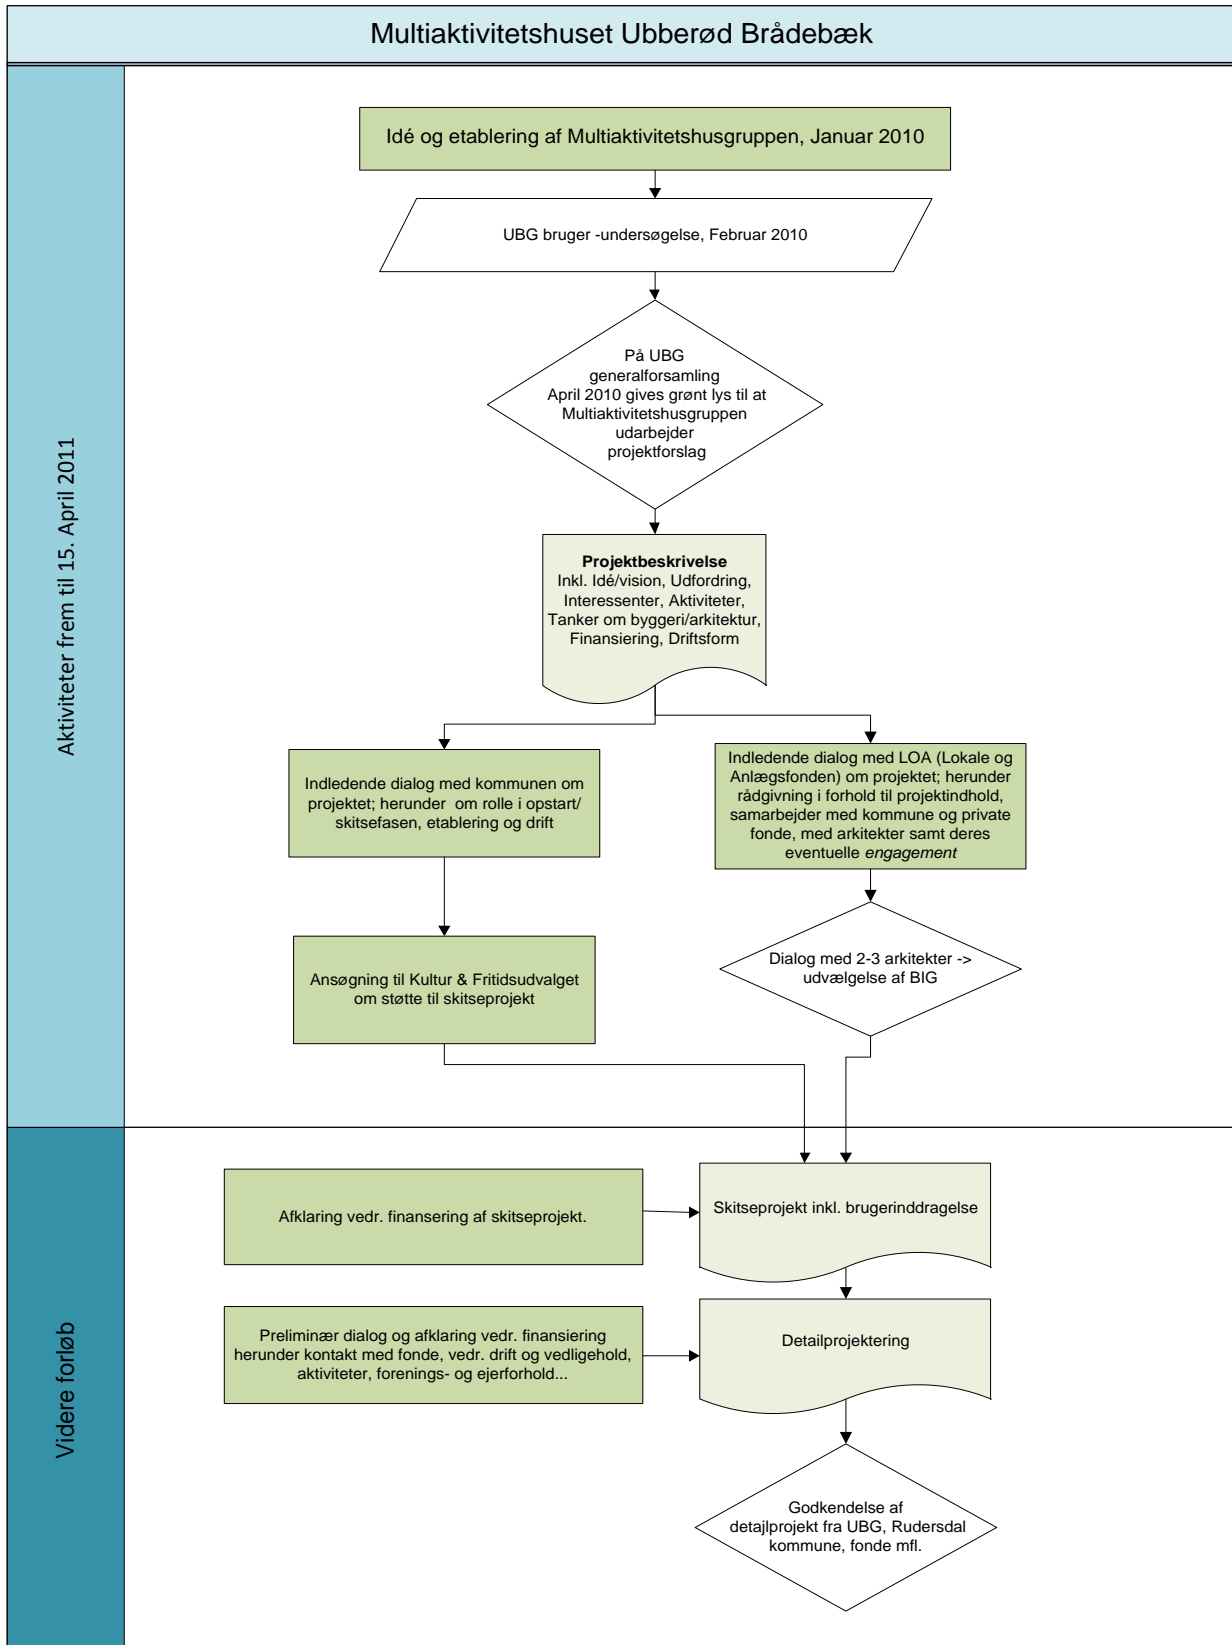 Multiaktivitetshuset Ubberød Brådebæk
Aktiviteter frem til 15. April 2011
Idé og etablering af Multiaktivitetshusgruppen, Januar 2010
UBG bruger -undersøgelse, Februar 2010
På UBG
generalforsamling
April 2010 gives grønt lys til at
Multiaktivitetshusgruppen
udarbejder
projektforslag
Projektbeskrivelse
Inkl. Idé/vision, Udfordring,
Interessenter, Aktiviteter,
Tanker om byggeri/arkitektur,
Finansiering, Driftsform
Indledende dialog med kommunen om
projektet; herunder om rolle i opstart/
skitsefasen, etablering og drift
Indledende dialog med LOA (Lokale og
Anlægsfonden) om projektet; herunder
rådgivning i forhold til projektindhold,
samarbejder med kommune og private
fonde, med arkitekter samt deres
eventuelle engagement
Ansøgning til Kultur & Fritidsudvalget
om støtte til skitseprojekt
Dialog med 2-3 arkitekter ->
udvælgelse af BIG
Videre forløb
Afklaring vedr. finansering af skitseprojekt.
Skitseprojekt inkl. brugerinddragelse
Preliminær dialog og afklaring vedr. finansiering
herunder kontakt med fonde, vedr. drift og vedligehold,
aktiviteter, forenings- og ejerforhold...
Detailprojektering
Godkendelse af
detajlprojekt fra UBG, Rudersdal
kommune, fonde mfl.